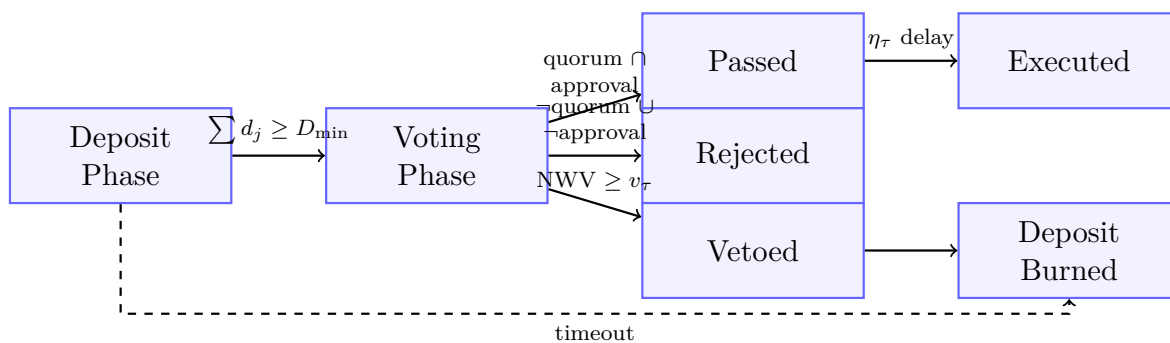 Deposit
Phase
∑ d_j ≥ D_min
Voting
Phase
quorum ∩
approval
¬quorum ∪
¬approval
NWV ≥ v_τ
Passed
Rejected
Vetoed
η_τ delay
Executed
Deposit
Burned
timeout